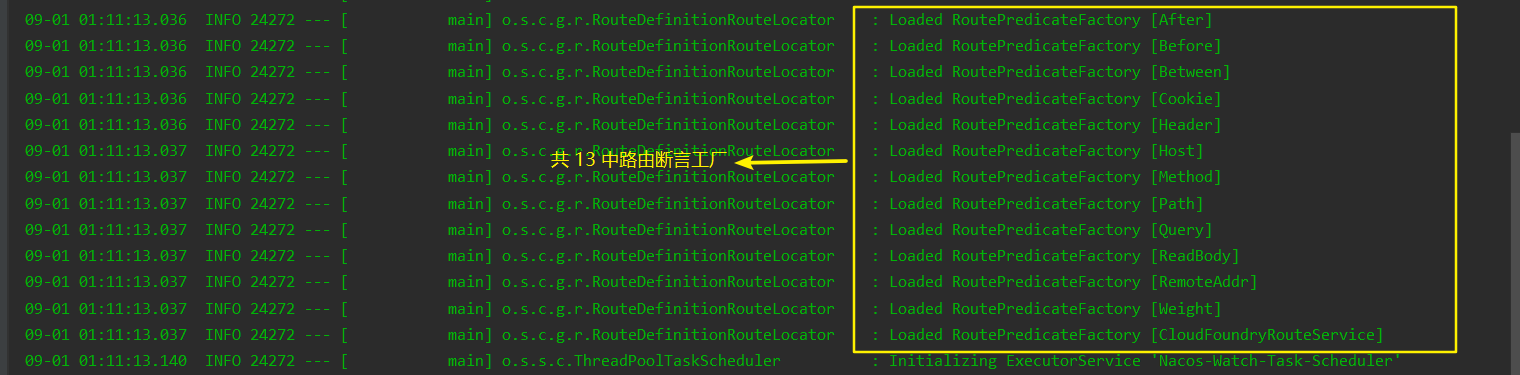 09-01 01:11:13.036  INFO 24272 --- [           main] o.s.c.g.r.RouteDefinitionRouteLocator    : Loaded RoutePredicateFactory [After]
09-01 01:11:13.036  INFO 24272 --- [           main] o.s.c.g.r.RouteDefinitionRouteLocator    : Loaded RoutePredicateFactory [Before]
09-01 01:11:13.036  INFO 24272 --- [           main] o.s.c.g.r.RouteDefinitionRouteLocator    : Loaded RoutePredicateFactory [Between]
09-01 01:11:13.036  INFO 24272 --- [           main] o.s.c.g.r.RouteDefinitionRouteLocator    : Loaded RoutePredicateFactory [Cookie]
09-01 01:11:13.036  INFO 24272 --- [           main] o.s.c.g.r.RouteDefinitionRouteLocator    : Loaded RoutePredicateFactory [Header]
09-01 01:11:13.037  INFO 24272 --- [           main] o.s.c.g.r.RouteDefinitionRouteLocator    : Loaded RoutePredicateFactory [Host]
共 13 中路由断言工厂
09-01 01:11:13.037  INFO 24272 --- [           main] o.s.c.g.r.RouteDefinitionRouteLocator    : Loaded RoutePredicateFactory [Method]
09-01 01:11:13.037  INFO 24272 --- [           main] o.s.c.g.r.RouteDefinitionRouteLocator    : Loaded RoutePredicateFactory [Path]
09-01 01:11:13.037  INFO 24272 --- [           main] o.s.c.g.r.RouteDefinitionRouteLocator    : Loaded RoutePredicateFactory [Query]
09-01 01:11:13.037  INFO 24272 --- [           main] o.s.c.g.r.RouteDefinitionRouteLocator    : Loaded RoutePredicateFactory [ReadBody]
09-01 01:11:13.037  INFO 24272 --- [           main] o.s.c.g.r.RouteDefinitionRouteLocator    : Loaded RoutePredicateFactory [RemoteAddr]
09-01 01:11:13.037  INFO 24272 --- [           main] o.s.c.g.r.RouteDefinitionRouteLocator    : Loaded RoutePredicateFactory [Weight]
09-01 01:11:13.037  INFO 24272 --- [           main] o.s.c.g.r.RouteDefinitionRouteLocator    : Loaded RoutePredicateFactory [CloudFoundryRouteService]
09-01 01:11:13.140  INFO 24272 --- [           main] o.s.s.c.ThreadPoolTaskScheduler          : Initializing ExecutorService 'Nacos-Watch-Task-Scheduler'